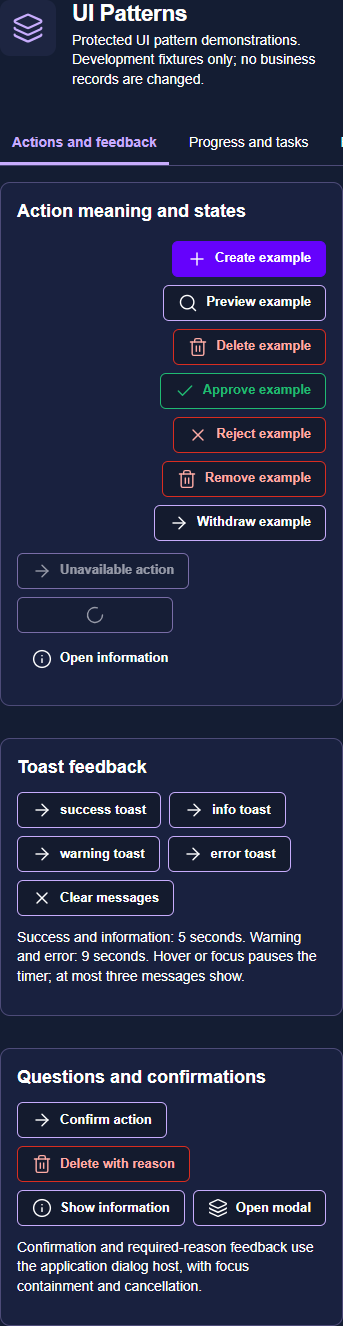 UI Patterns
Protected UI pattern demonstrations.
Development fixtures only; no business
records are changed.
Actions and feedback
Progress and tasks
Action meaning and states
Create example
Preview example
Delete example
Approve example
Reject example
Remove example
Withdraw example
Unavailable action
Open information
Toast feedback
success toast
info toast
warning toast
error toast
Clear messages
Success and information: 5 seconds. Warning
and error: 9 seconds. Hover or focus pauses the
timer; at most three messages show.
Questions and confirmations
Confirm action
Delete with reason
Show information
Open modal
Confirmation and required-reason feedback use
the application dialog host, with focus
containment and cancellation.